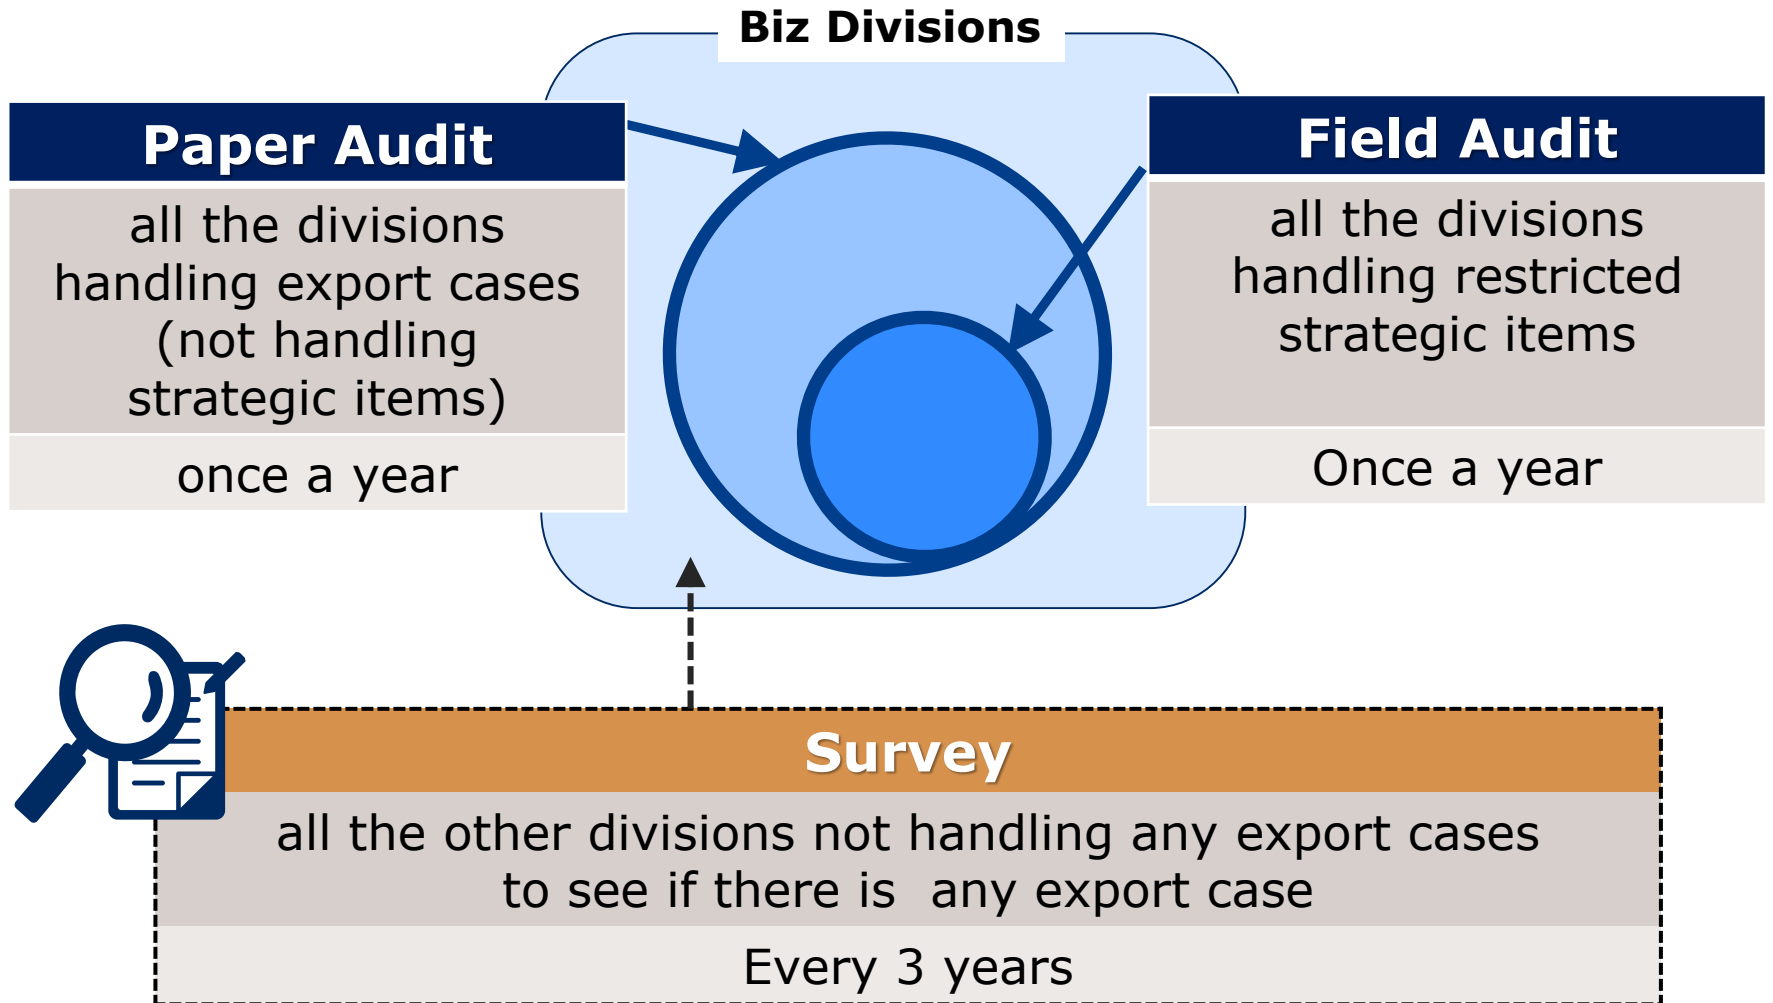 Biz Divisions
Paper Audit
all the divisions
handling export cases
(not handling
strategic items)
once a year
Field Audit
all the divisions
handling restricted
strategic items
Once a year
Survey
all the other divisions not handling any export cases
to see if there is  any export case
Every 3 years